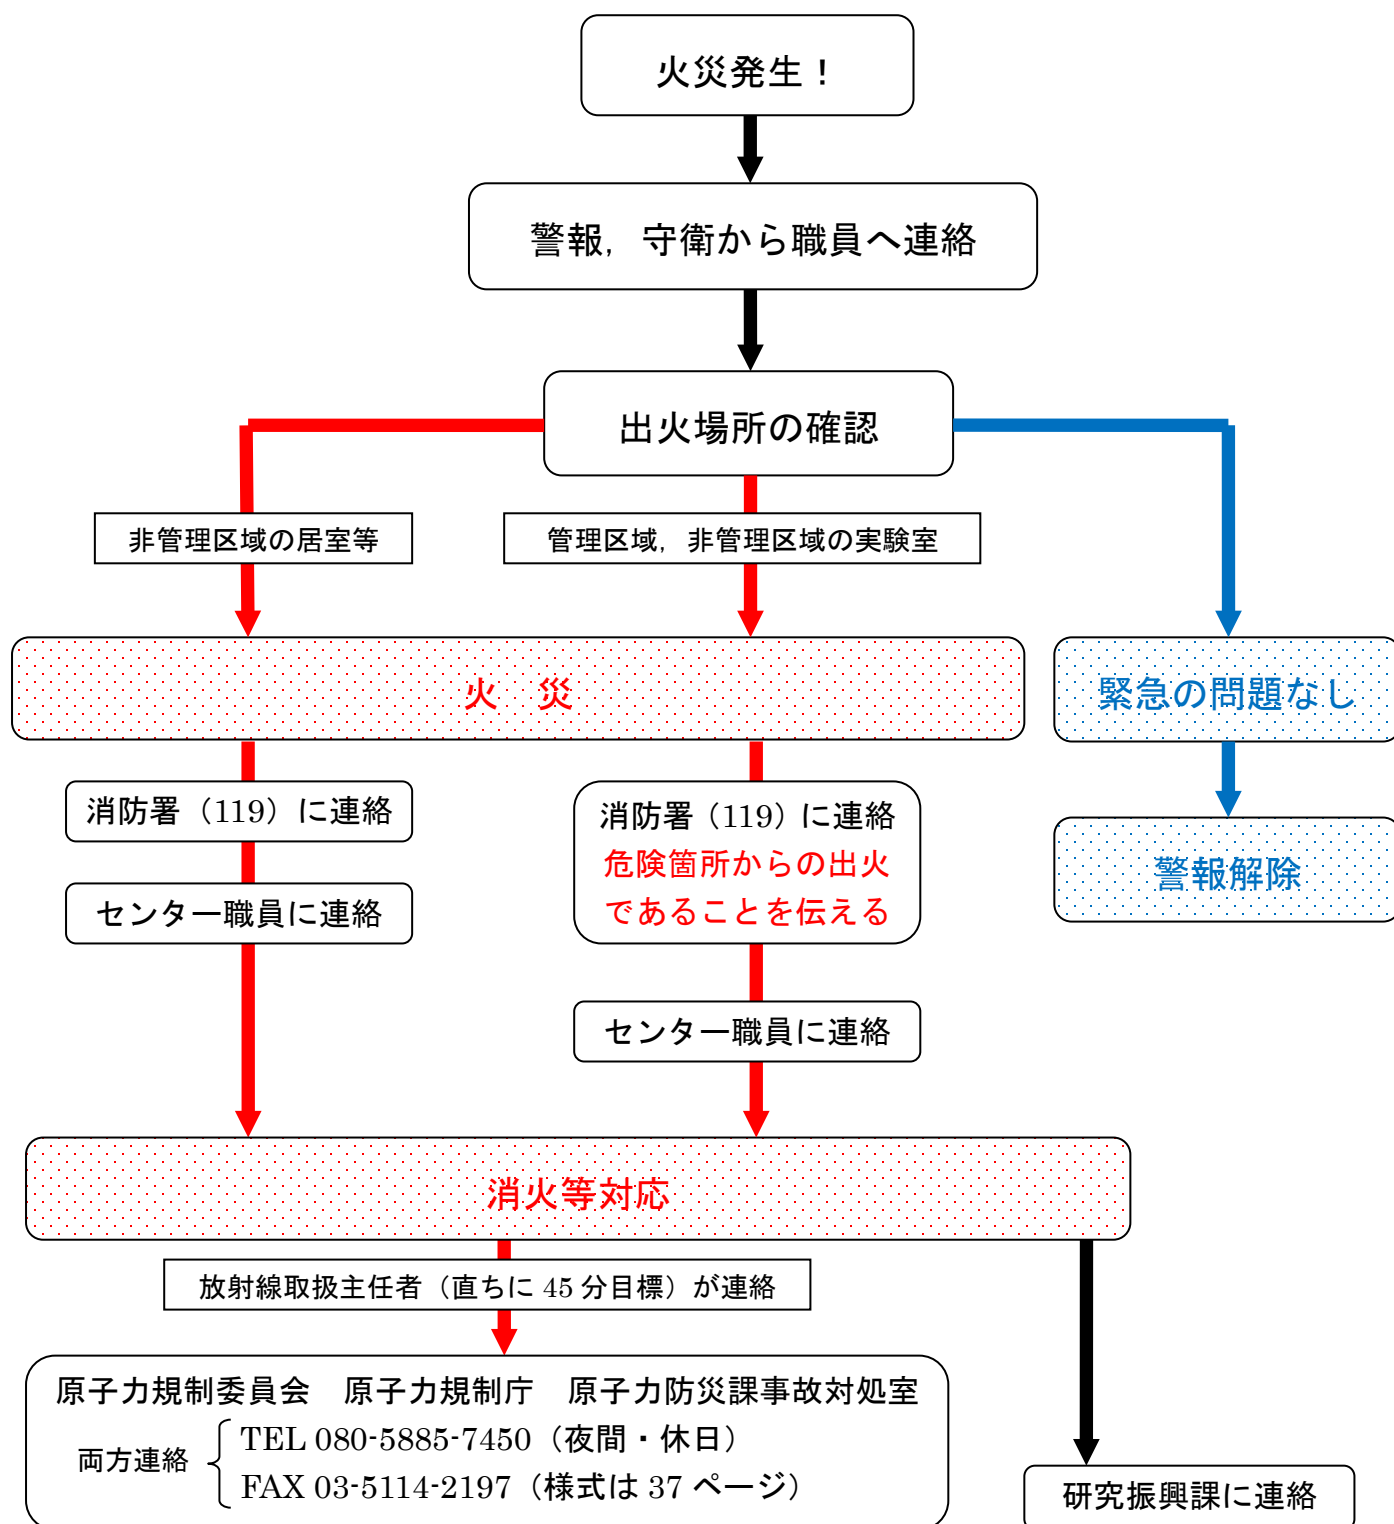 火災発生！
警報，守衛から職員へ連絡
出火場所の確認
非管理区域の居室等
管理区域，非管理区域の実験室
火　災
緊急の問題なし
消防署（119）に連絡
センター職員に連絡
消防署（119）に連絡
危険箇所からの出火
であることを伝える
センター職員に連絡
警報解除
消火等対応
放射線取扱主任者（直ちに 45 分目標）が連絡
原子力規制委員会　原子力規制庁　原子力防災課事故対処室
両方連絡
TEL 080-5885-7450（夜間・休日）
FAX 03-5114-2197（様式は 37 ページ）
研究振興課に連絡